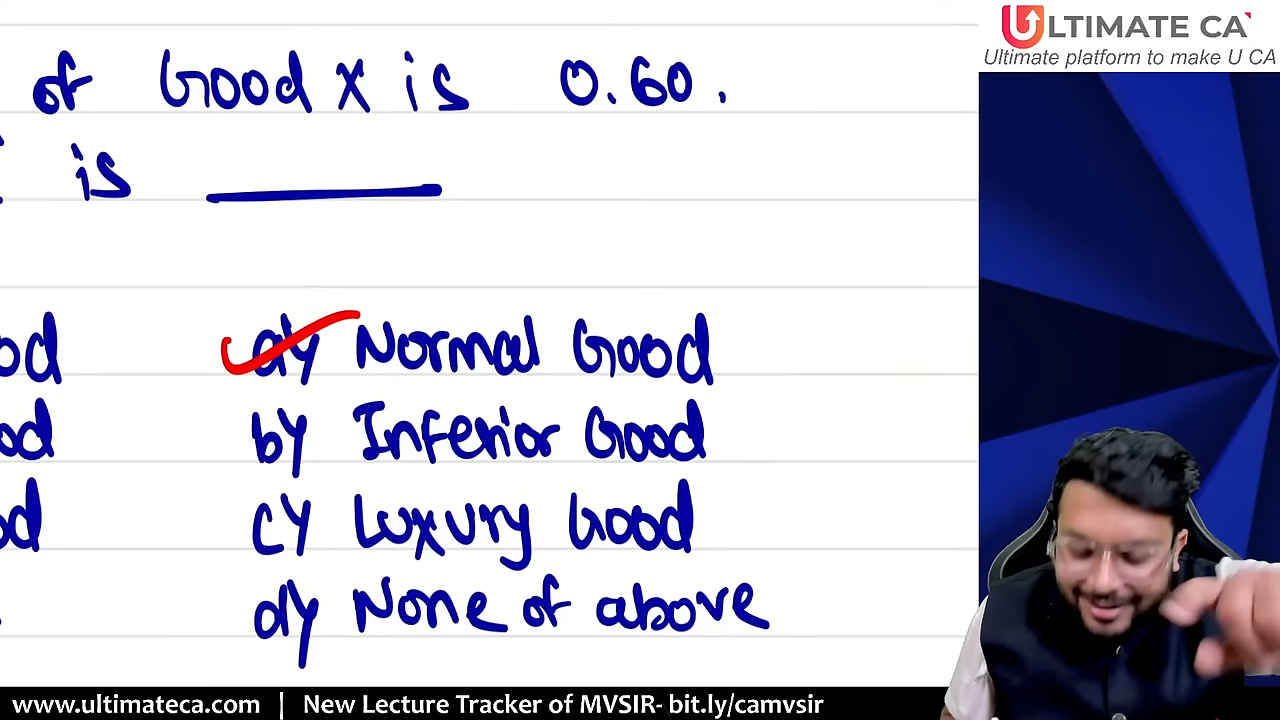 ULTIMATE CA
Ultimate platform to make U CA
of Good X is 0.60.
is
od a) Normal Good
od b) Inferior Good
od c) Luxury Good
d) None of above
www.ultimateca.com | New Lecture Tracker of MVSIR- bit.ly/camvsir